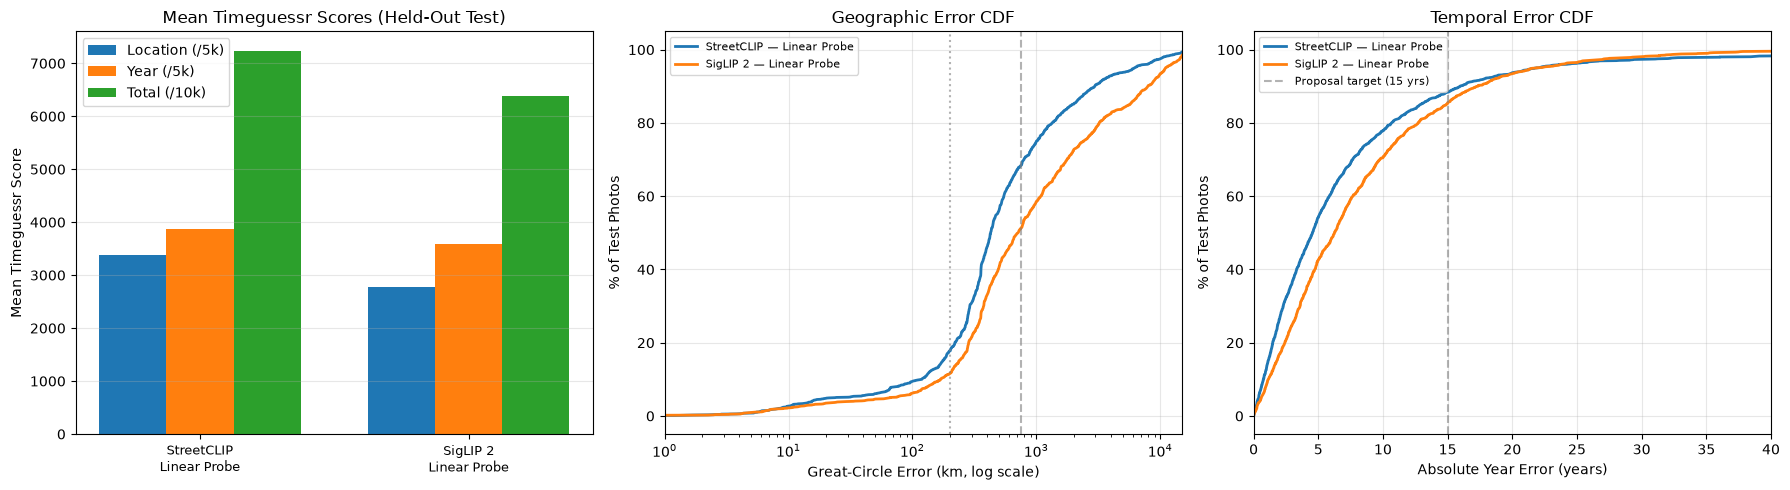 Mean Timeguessr Scores (Held-Out Test)
Mean Timeguessr Score
7000
6000
5000
4000
3000
2000
1000
0
Location (/5k)
Year (/5k)
Total (/10k)
StreetCLIP
Linear Probe
SigLIP 2
Linear Probe
Geographic Error CDF
% of Test Photos
100
80
60
40
20
0
StreetCLIP — Linear Probe
SigLIP 2 — Linear Probe
10⁰
10¹
10²
10³
10⁴
Great-Circle Error (km, log scale)
Temporal Error CDF
% of Test Photos
100
80
60
40
20
0
StreetCLIP — Linear Probe
SigLIP 2 — Linear Probe
Proposal target (15 yrs)
0
5
10
15
20
25
30
35
40
Absolute Year Error (years)